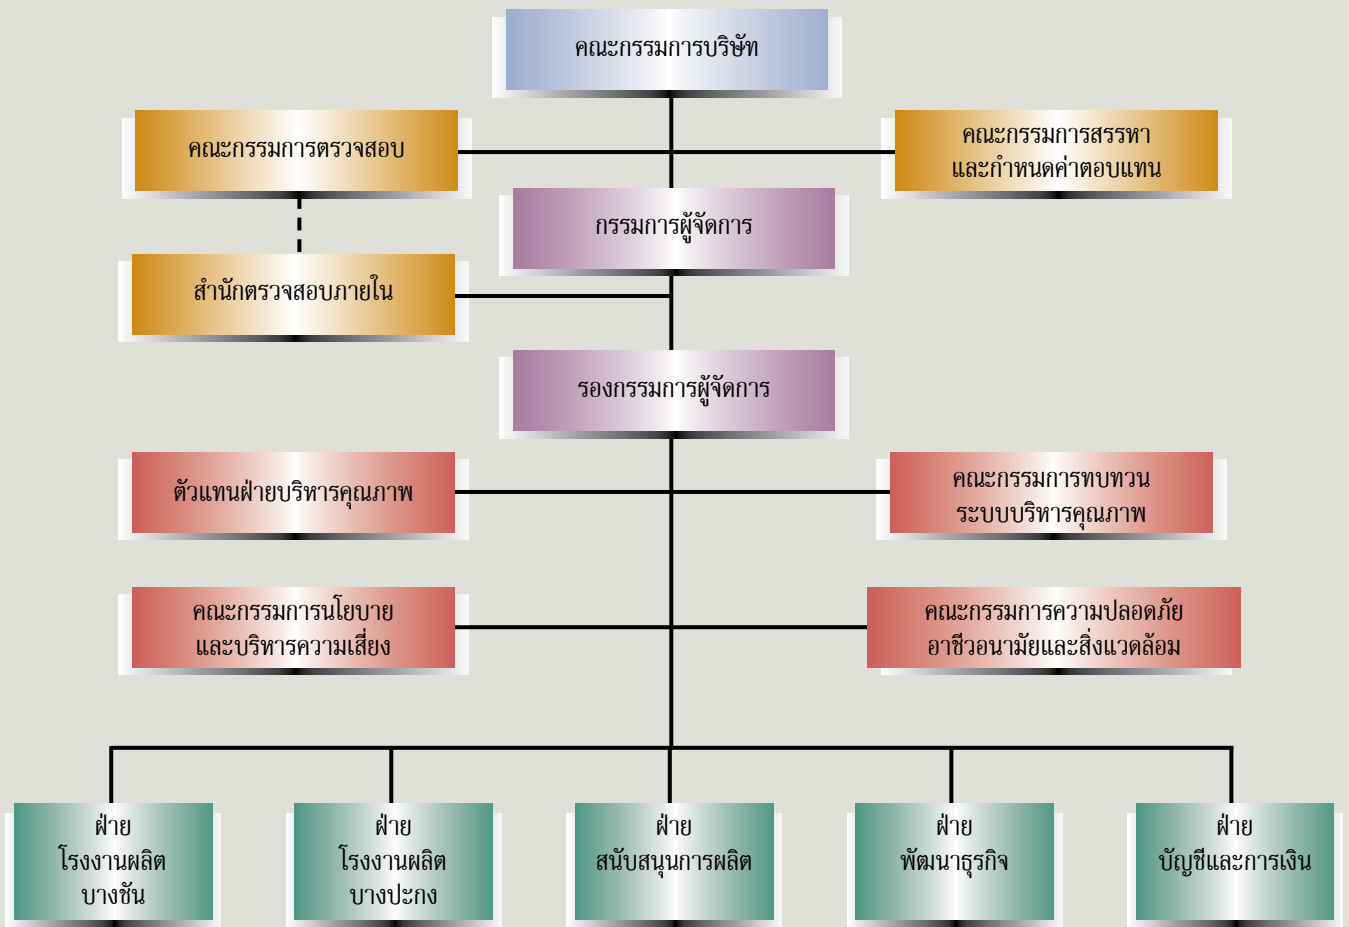 คณะกรรมการบริษัท
คณะกรรมการตรวจสอบ
คณะกรรมการสรรหา
และกำหนดค่าตอบแทน
กรรมการผู้จัดการ
สำนักตรวจสอบภายใน
รองกรรมการผู้จัดการ
ตัวแทนฝ่ายบริหารคุณภาพ
คณะกรรมการทบทวน
ระบบบริหารคุณภาพ
คณะกรรมการนโยบาย
และบริหารความเสี่ยง
คณะกรรมการความปลอดภัย
อาชีวอนามัยและสิ่งแวดล้อม
ฝ่าย
โรงงานผลิต
บางชัน
ฝ่าย
โรงงานผลิต
บางปะกง
ฝ่าย
สนับสนุนการผลิต
ฝ่าย
พัฒนาธุรกิจ
ฝ่าย
บัญชีและการเงิน